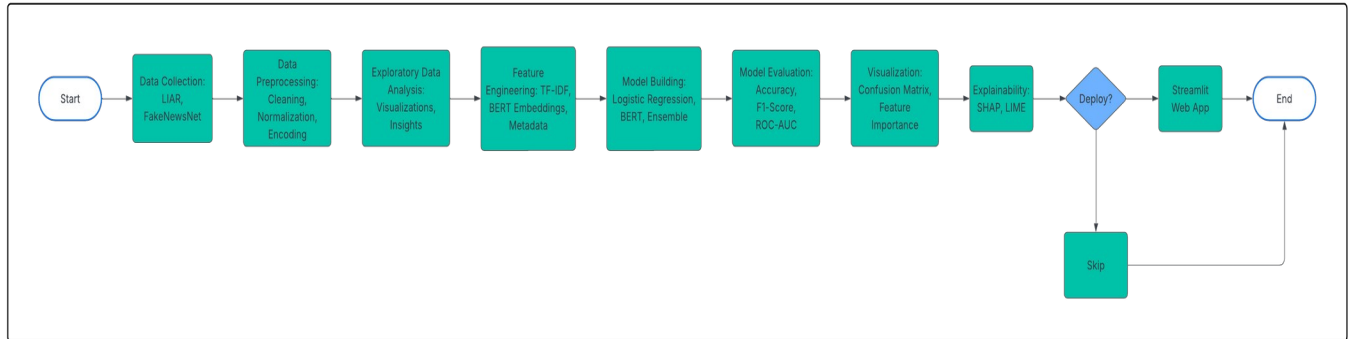 Start
Data Collection:
LIAR,
FakeNewsNet
Data
Preprocessing:
Cleaning,
Normalization,
Encoding
Exploratory Data
Analysis:
Visualizations,
Insights
Feature
Engineering: TF-IDF,
BERT Embeddings,
Metadata
Model Building:
Logistic Regression,
BERT, Ensemble
Model Evaluation:
Accuracy,
F1-Score,
ROC-AUC
Visualization:
Confusion Matrix,
Feature
Importance
Explainability:
SHAP, LIME
Deploy?
Streamlit
Web App
End
Skip